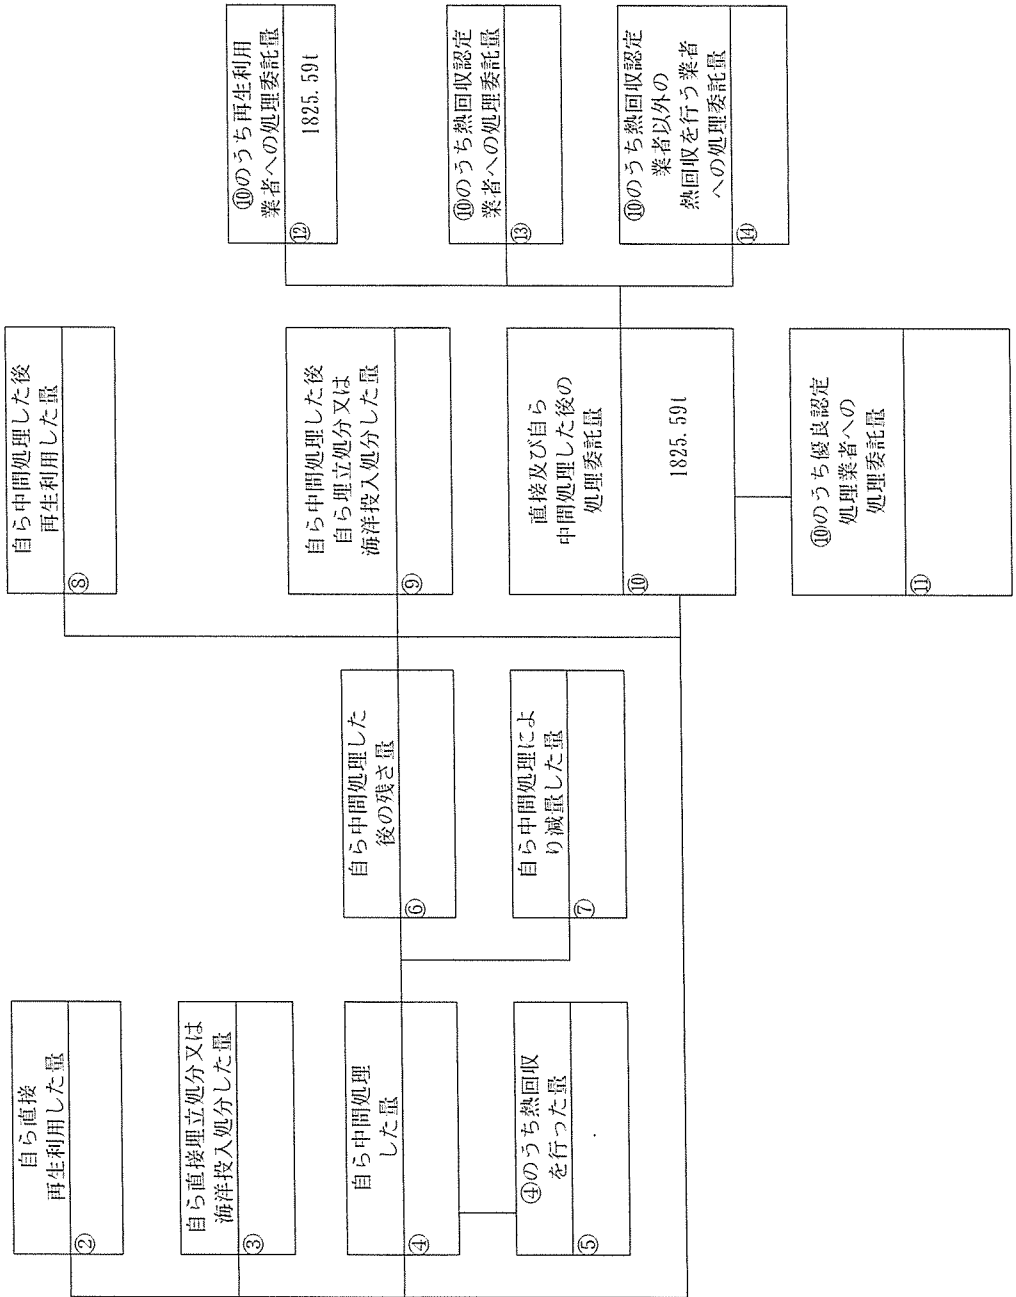 自ら直接
再生利用した量
②
自ら直接埋立処分又は
海洋投入処分した量
③
自ら中間処理
した量
④
④のうち熱回収
を行った量
⑤
自ら中間処理した
後の残さ量
⑥
自ら中間処理によ
り減量した量
⑦
自ら中間処理した後
再生利用した量
⑧
自ら中間処理した後
自ら埋立処分又は
海洋投入処分した量
⑨
直接及び自ら
中間処理した後の
処理委託量
⑩
1825.59t
⑩のうち優良認定
処理業者への
処理委託量
⑪
⑩のうち再生利用
業者への処理委託量
⑫
1825.59t
⑩のうち熱回収認定
業者への処理委託量
⑬
⑩のうち熱回収認定
業者以外の
熱回収を行う業者
への処理委託量
⑭